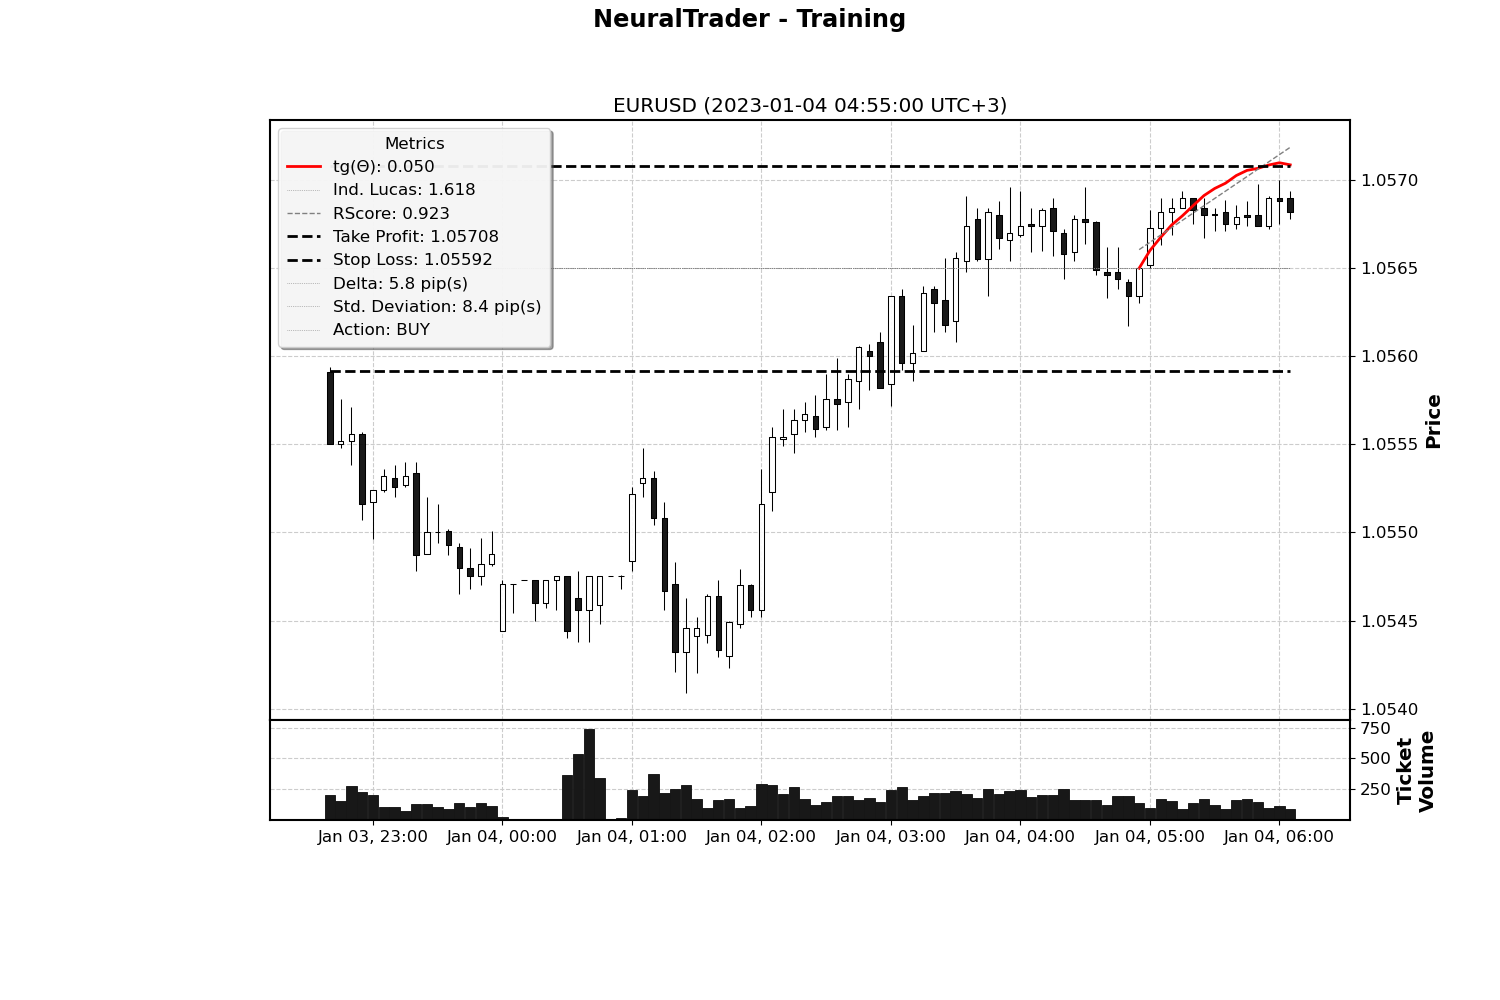 NeuralTrader - Training
EURUSD (2023-01-04 04:55:00 UTC+3)
Metrics
tg(Θ): 0.050
Ind. Lucas: 1.618
RScore: 0.923
Take Profit: 1.05708
Stop Loss: 1.05592
Delta: 5.8 pip(s)
Std. Deviation: 8.4 pip(s)
Action: BUY
1.0570
1.0565
1.0560
1.0555
1.0550
1.0545
1.0540
Price
750
500
250
Ticket
Volume
Jan 03, 23:00
Jan 04, 00:00
Jan 04, 01:00
Jan 04, 02:00
Jan 04, 03:00
Jan 04, 04:00
Jan 04, 05:00
Jan 04, 06:00